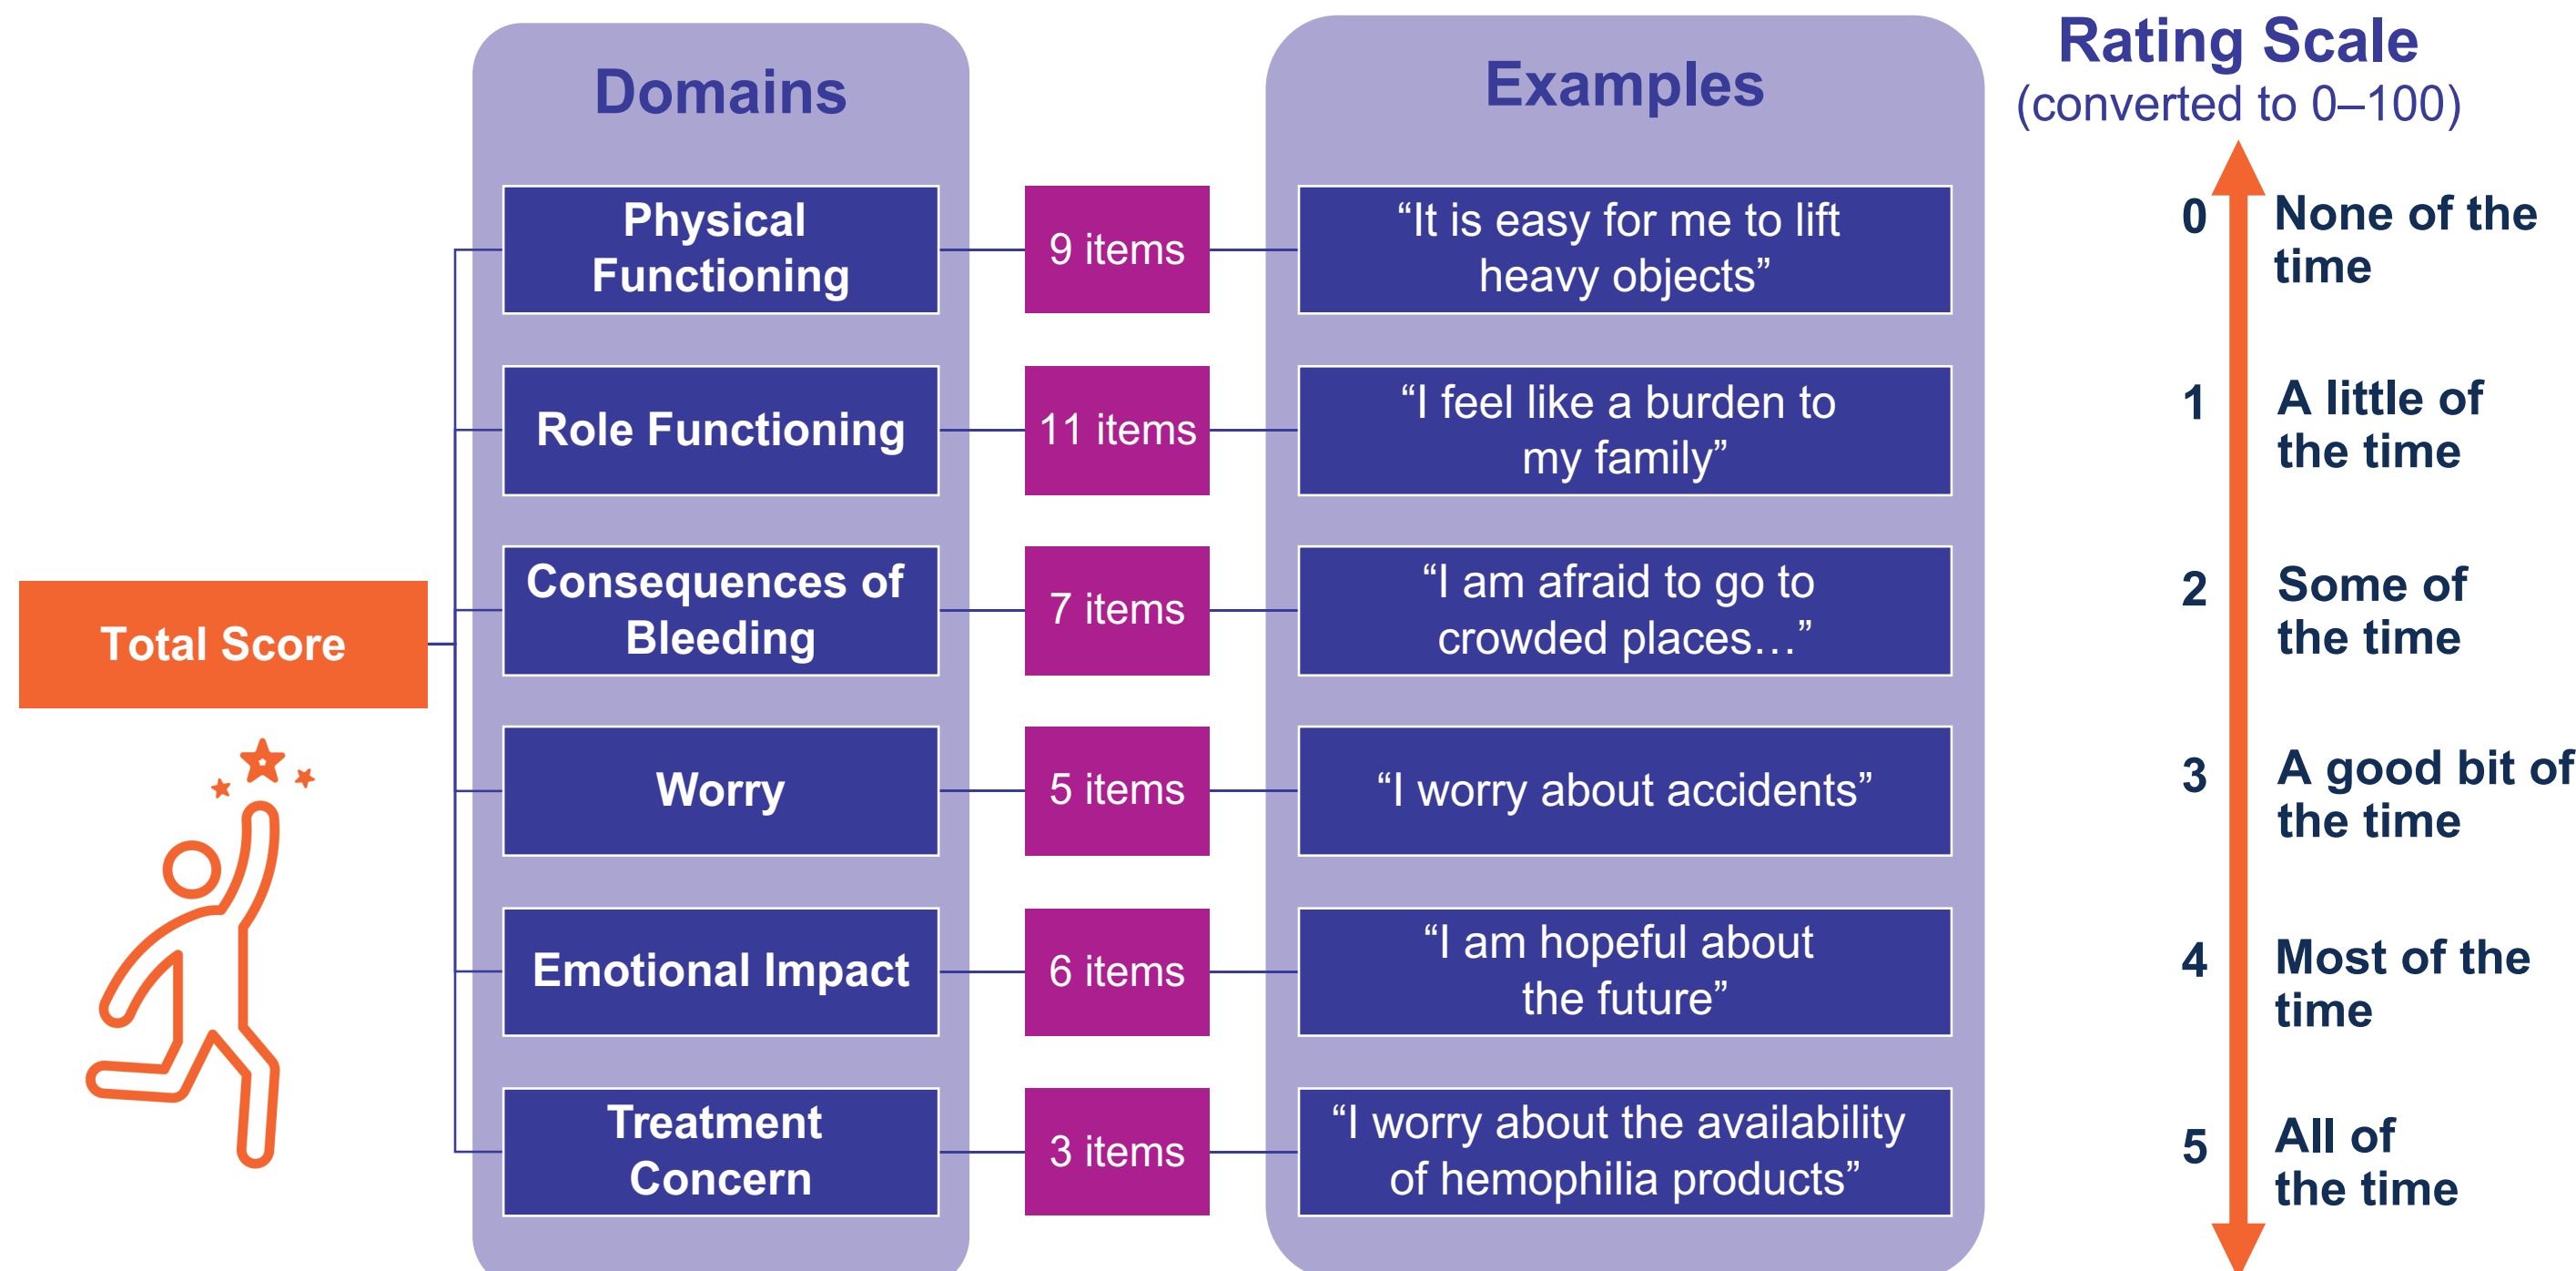 Domains
Examples
Rating Scale
(converted to 0–100)
Total Score
Physical
Functioning
9 items
“It is easy for me to lift
heavy objects”
Role Functioning
11 items
“I feel like a burden to
my family”
Consequences of
Bleeding
7 items
“I am afraid to go to
crowded places…”
Worry
5 items
“I worry about accidents”
Emotional Impact
6 items
“I am hopeful about
the future”
Treatment
Concern
3 items
“I worry about the availability
of hemophilia products”
0 None of the
time
1 A little of
the time
2 Some of
the time
3 A good bit of
the time
4 Most of the
time
5 All of
the time